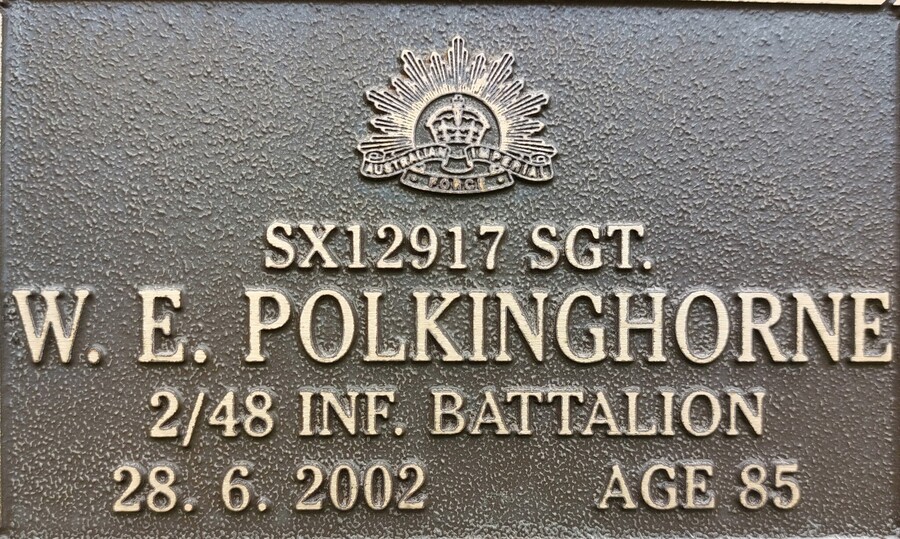 AUSTRALIAN IMPERIAL
FORCE
SX12917 SGT.
W. E. POLKINGHORNE
2/48 INF. BATTALION
28. 6. 2002 AGE 85